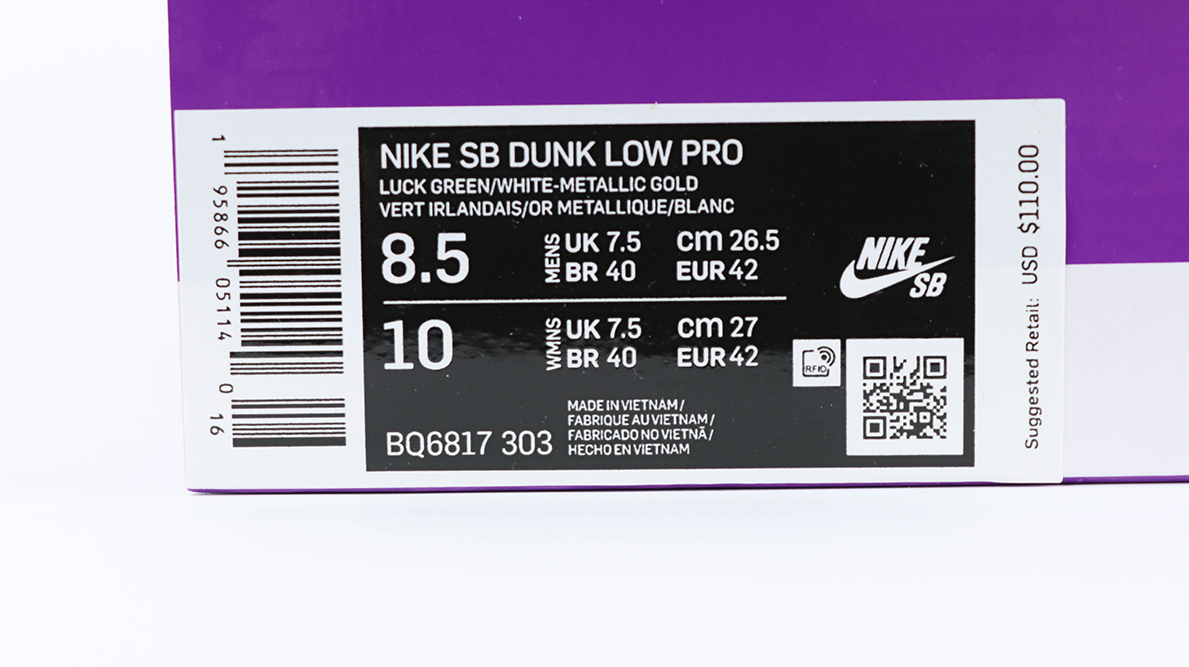 NIKE SB DUNK LOW PRO
LUCK GREEN/WHITE-METALLIC GOLD
VERT IRLANDAIS/OR METALLIQUE/BLANC
8.5 MENS UK 7.5 cm 26.5
BR 40 EUR 42
10 WMNS UK 7.5 cm 27
BR 40 EUR 42
BQ6817 303
MADE IN VIETNAM /
FABRIQUE AU VIETNAM /
FABRICADO NO VIETNÃ /
HECHO EN VIETNAM
NIKE
SB
RFID
1 95866 05114 0 16
Suggested Retail: USD $110.00